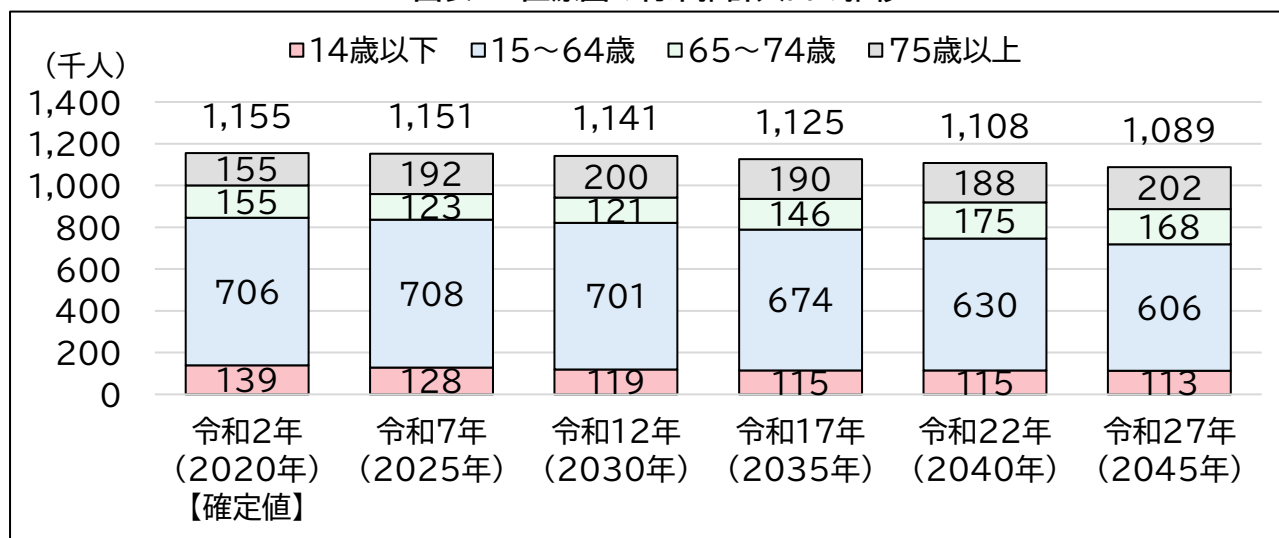 ■14歳以下 ■15～64歳 ■65～74歳 ■75歳以上
（千人）
1,400
1,200
1,000
800
600
400
200
0
1,155 1,151 1,141 1,125 1,108 1,089
155 192 200 190 188 202
155 123 121 146 175 168
706 708 701 674 630 606
139 128 119 115 115 113
令和2年 令和7年 令和12年 令和17年 令和22年 令和27年
（2020年） （2025年） （2030年） （2035年） （2040年） （2045年）
【確定値】